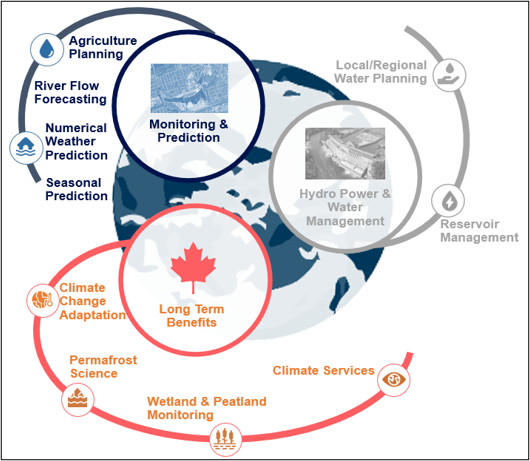 Agriculture
Planning
River Flow
Forecasting
Numerical
Weather
Prediction
Seasonal
Prediction
Monitoring &
Prediction
Local/Regional
Water Planning
Hydro Power &
Water
Management
Reservoir
Management
Long Term
Benefits
Climate
Change
Adaptation
Permafrost
Science
Wetland & Peatland
Monitoring
Climate Services